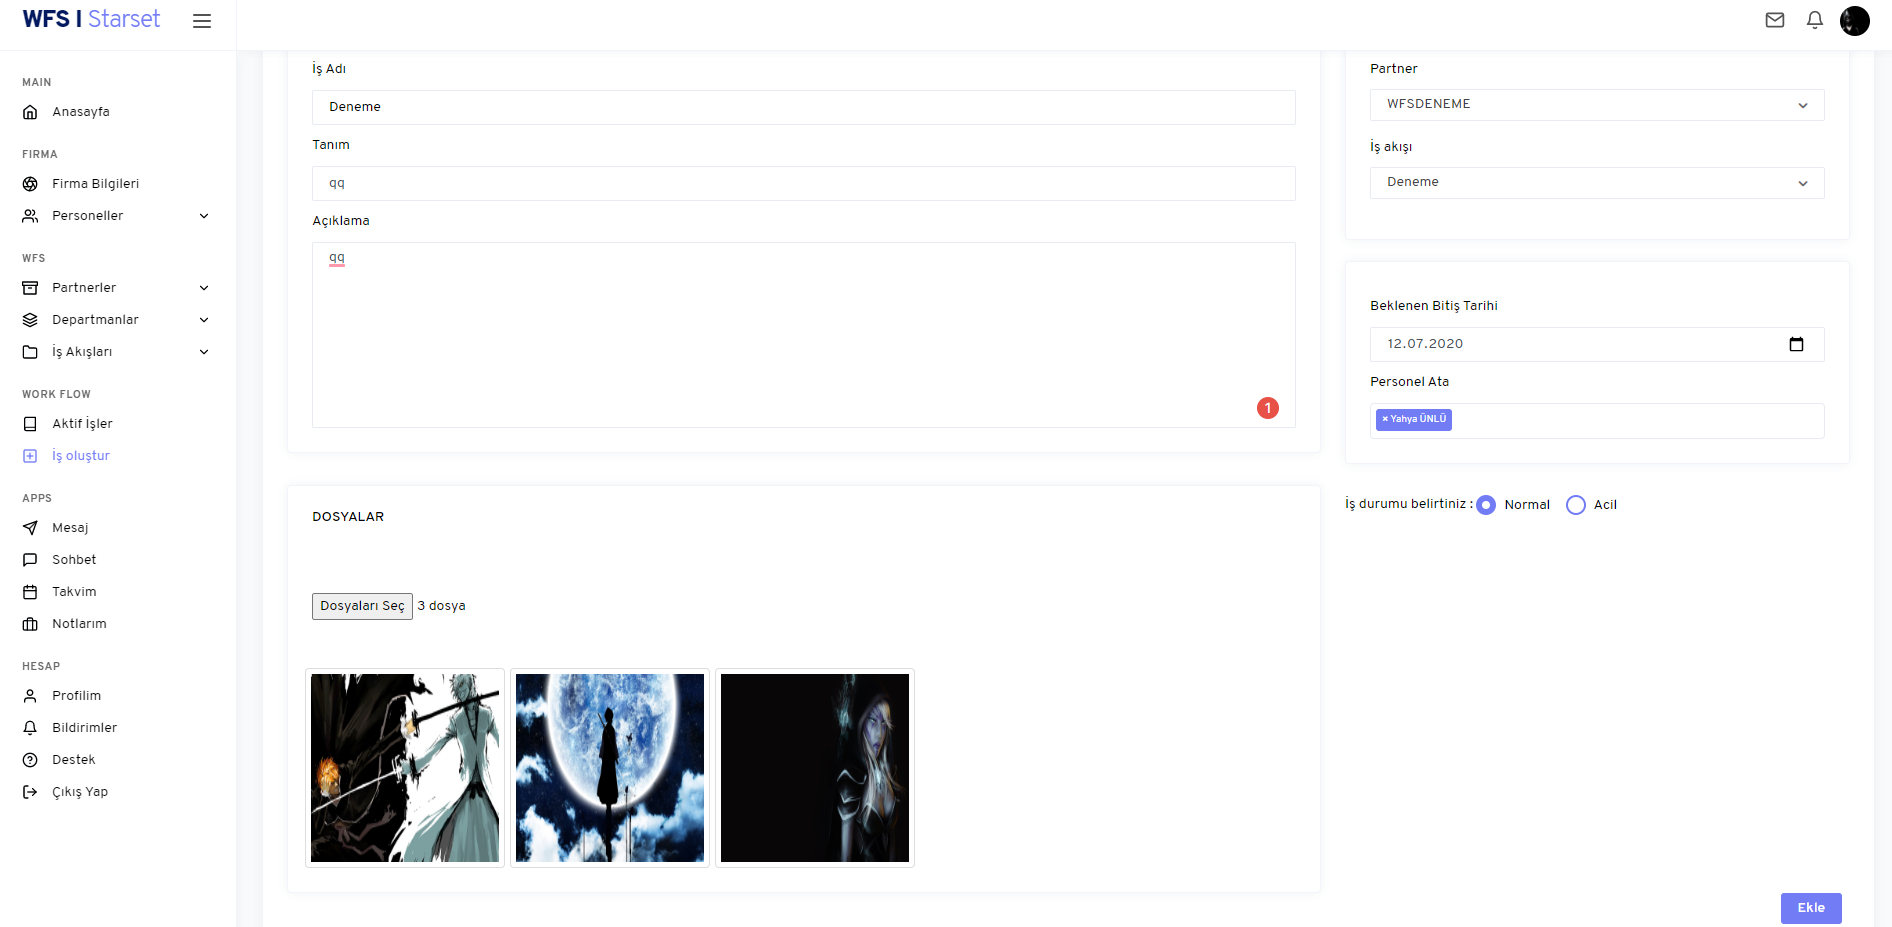 WFS | Starset
MAIN
Anasayfa
FIRMA
Firma Bilgileri
Personeller
WFS
Partnerler
Departmanlar
İş Akışları
WORK FLOW
Aktif İşler
İş oluştur
APPS
Mesaj
Sohbet
Takvim
Notlarım
HESAP
Profilim
Bildirimler
Destek
Çıkış Yap
İş Adı
Deneme
Tanım
qq
Açıklama
qq
1
DOSYALAR
Dosyaları Seç 3 dosya
Partner
WFSDENEME
İş akışı
Deneme
Beklenen Bitiş Tarihi
12.07.2020
Personel Ata
× Yahya ÜNLÜ
İş durumu belirtiniz : Normal Acil
Ekle